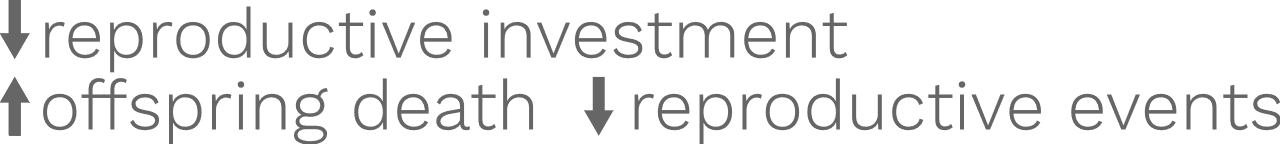 ↓ reproductive investment
↑ offspring death ↓ reproductive events